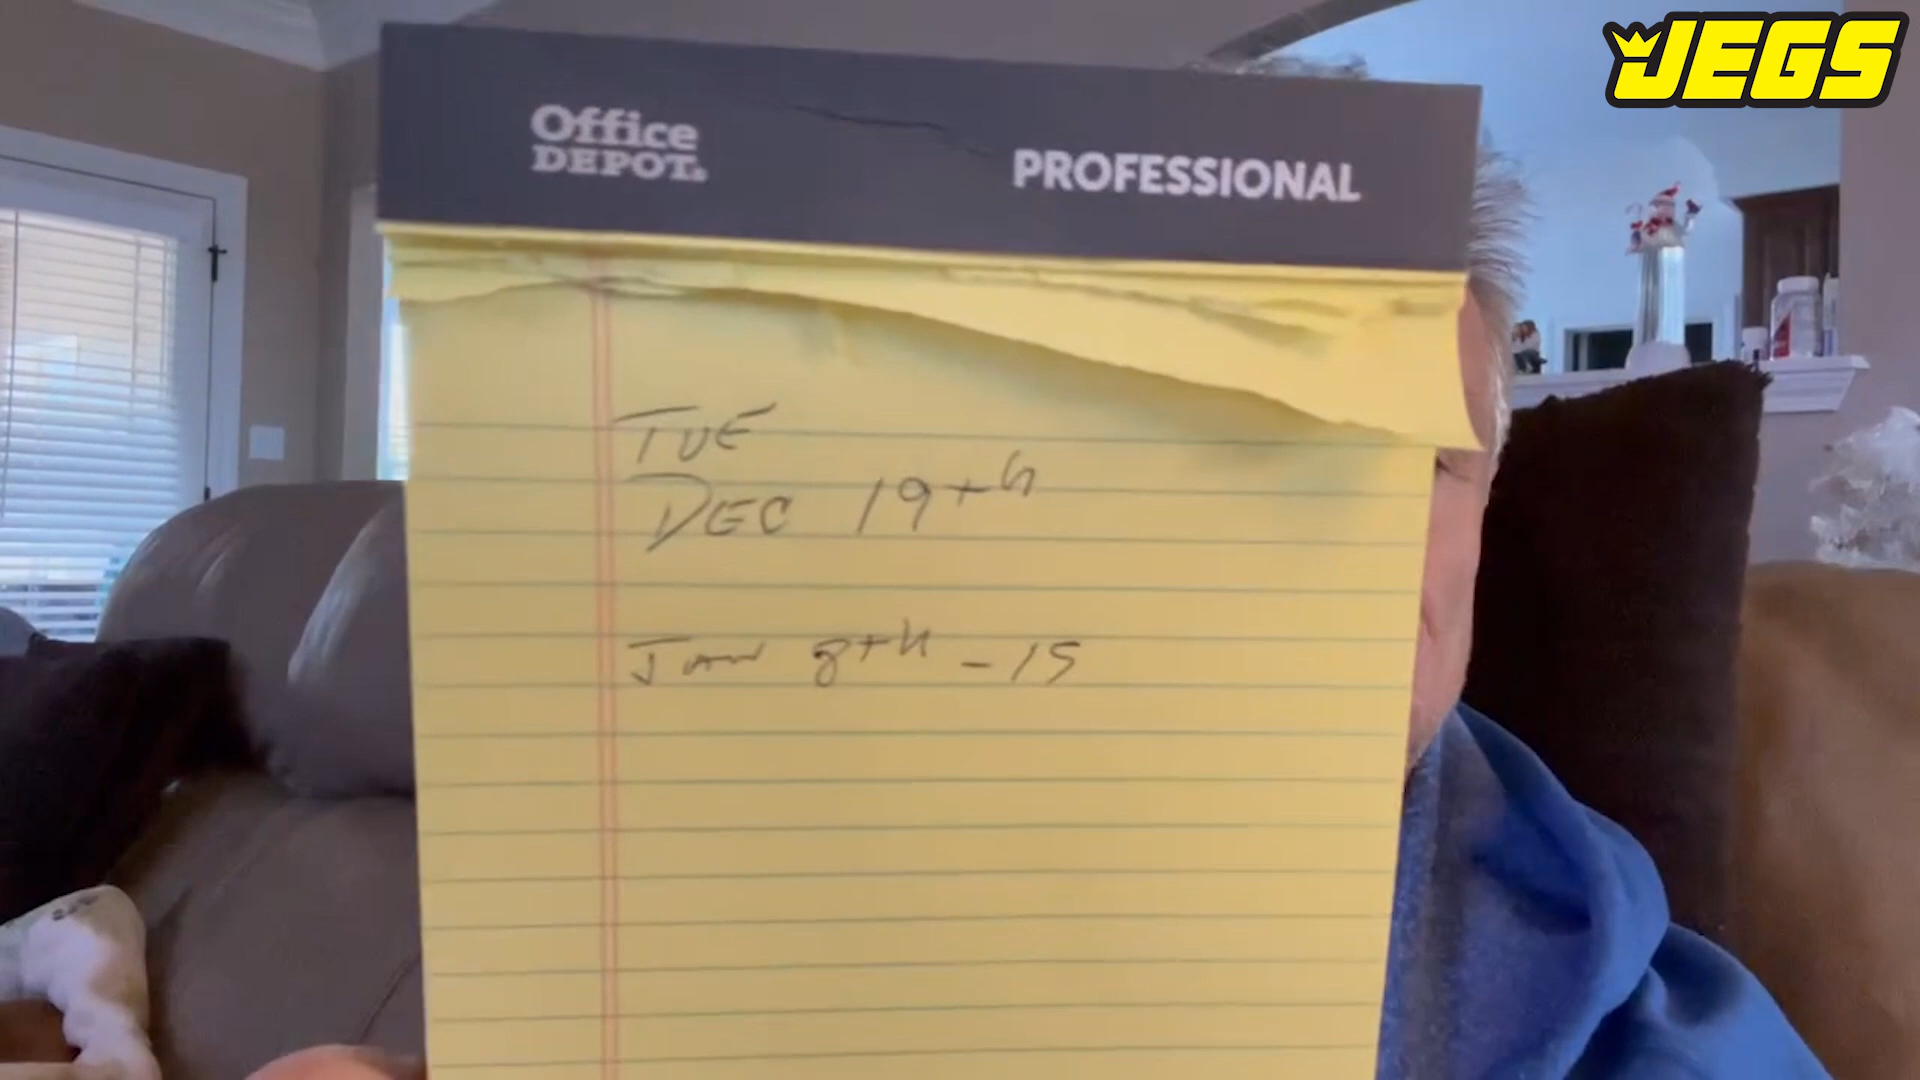 JEGS
Office
DEPOT.
PROFESSIONAL
TUE
DEC 19th
JAN 8th - 15